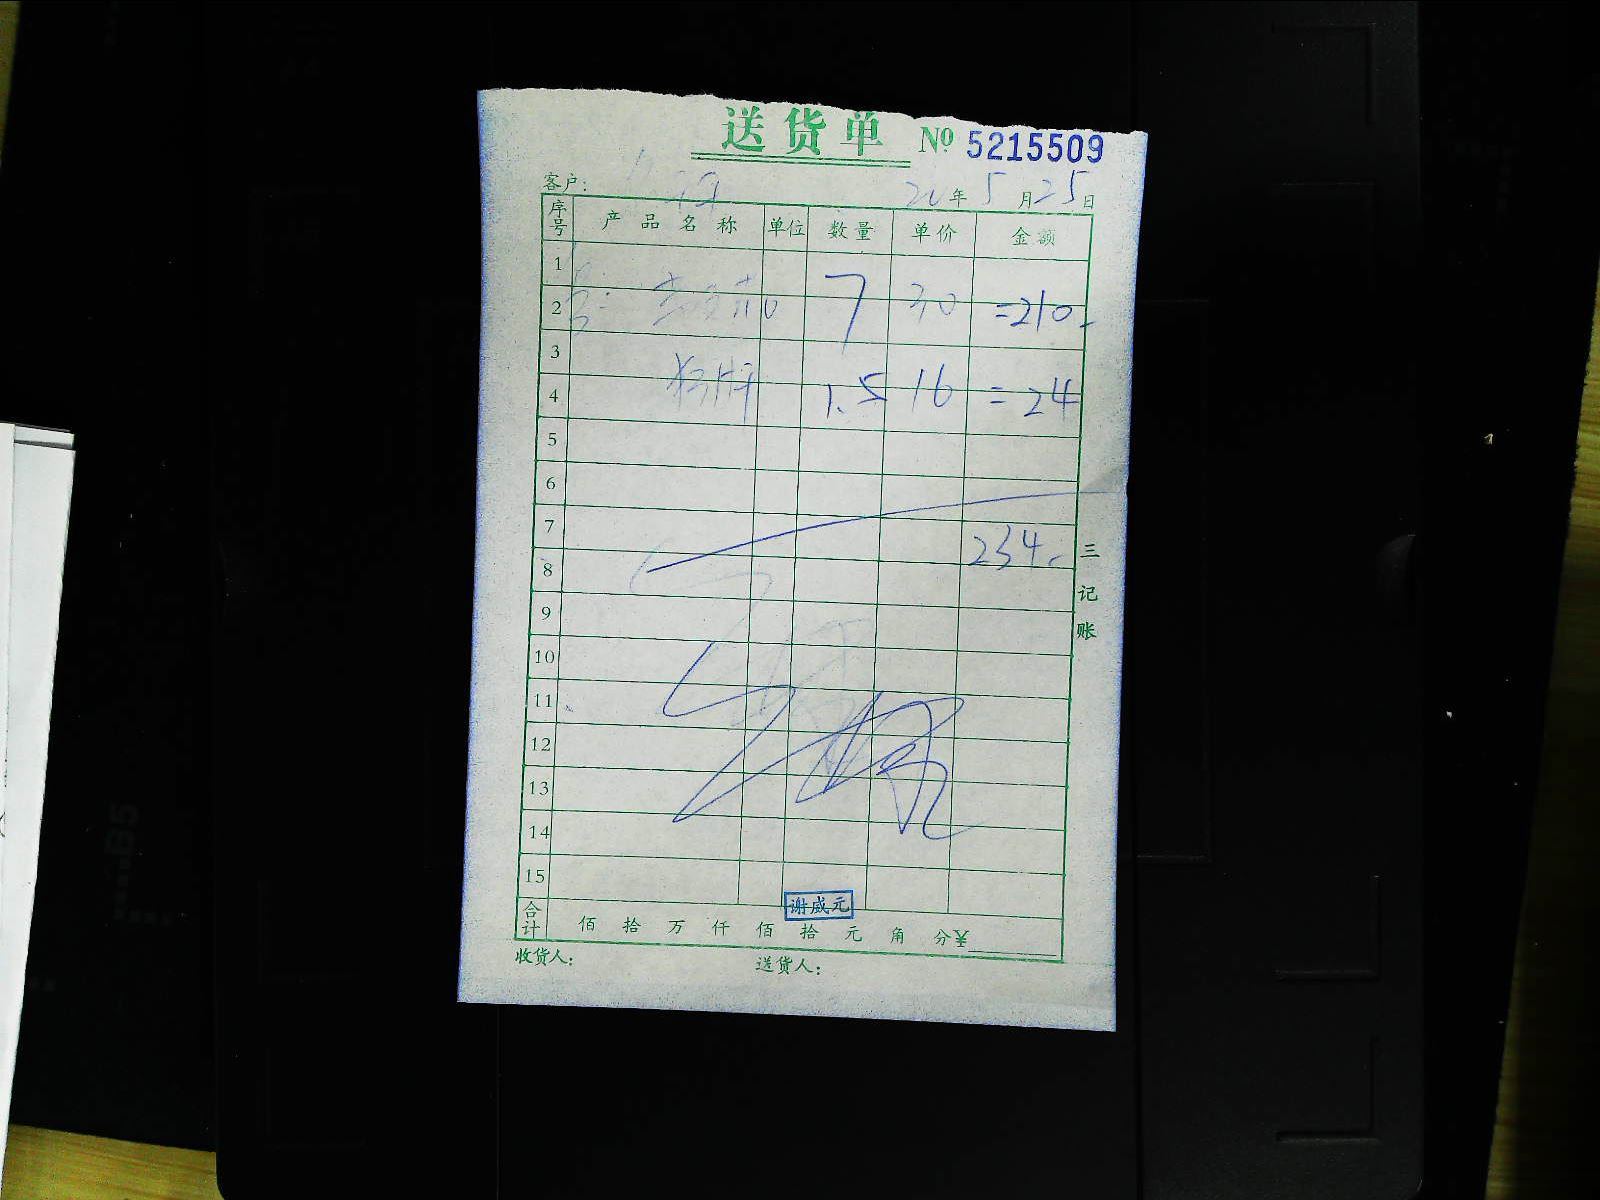 送货单 № 5215509
客户： 20年5月25日
序号 产品名称 单位 数量 单价 金额
1
2 7 30 =210-
3
4 1.5 16 =24
5
6
7 234-
8
9
10
11
12
13
14
15
三记账
谢威元
合计 佰 拾 万 仟 佰 拾 元 角 分¥
收货人： 送货人：